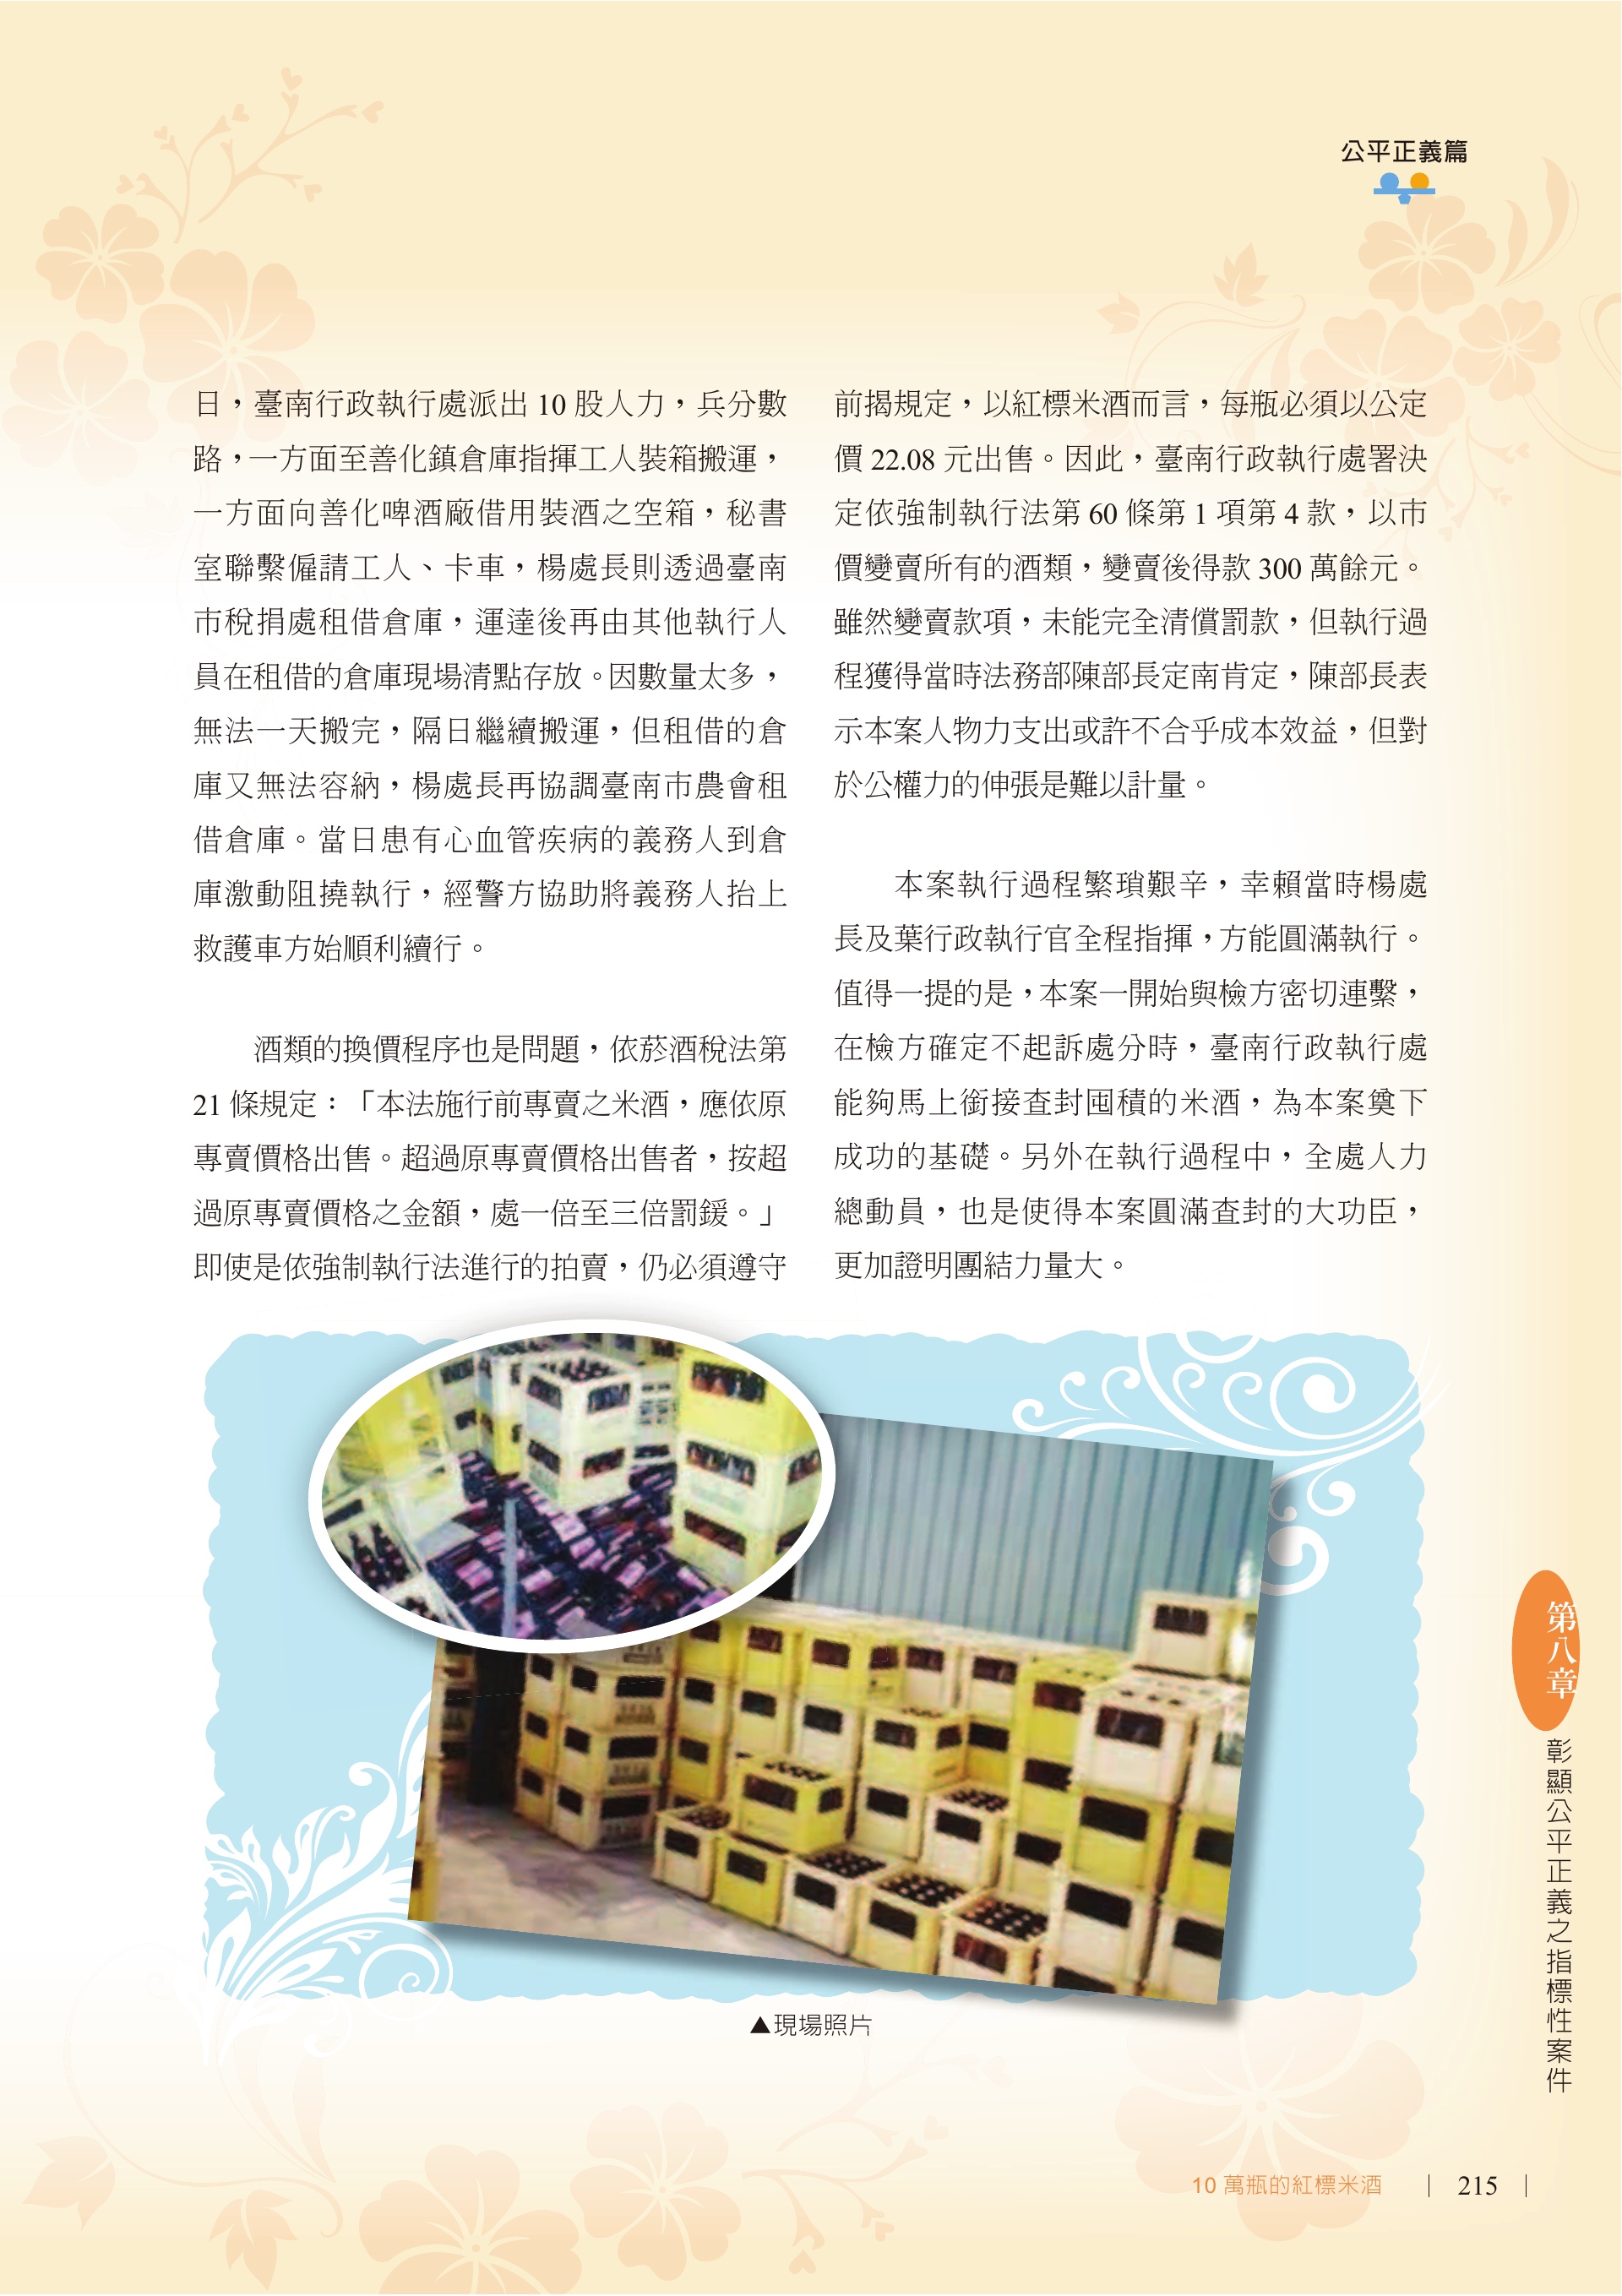 公平正義篇
日，臺南行政執行處派出 10 股人力，兵分數
路，一方面至善化鎮倉庫指揮工人裝箱搬運，
一方面向善化啤酒廠借用裝酒之空箱，秘書
室聯繫僱請工人、卡車，楊處長則透過臺南
市稅捐處租借倉庫，運達後再由其他執行人
員在租借的倉庫現場清點存放。因數量太多，
無法一天搬完，隔日繼續搬運，但租借的倉
庫又無法容納，楊處長再協調臺南市農會租
借倉庫。當日患有心血管疾病的義務人到倉
庫激動阻撓執行，經警方協助將義務人抬上
救護車方始順利續行。
酒類的換價程序也是問題，依菸酒稅法第
21 條規定：「本法施行前專賣之米酒，應依原
專賣價格出售。超過原專賣價格出售者，按超
過原專賣價格之金額，處一倍至三倍罰鍰。」
即使是依強制執行法進行的拍賣，仍必須遵守
前揭規定，以紅標米酒而言，每瓶必須以公定
價 22.08 元出售。因此，臺南行政執行處署決
定依強制執行法第 60 條第 1 項第 4 款，以市
價變賣所有的酒類，變賣後得款 300 萬餘元。
雖然變賣款項，未能完全清償罰款，但執行過
程獲得當時法務部陳部長定南肯定，陳部長表
示本案人物力支出或許不合乎成本效益，但對
於公權力的伸張是難以計量。
本案執行過程繁瑣艱辛，幸賴當時楊處
長及葉行政執行官全程指揮，方能圓滿執行。
值得一提的是，本案一開始與檢方密切連繫，
在檢方確定不起訴處分時，臺南行政執行處
能夠馬上銜接查封囤積的米酒，為本案奠下
成功的基礎。另外在執行過程中，全處人力
總動員，也是使得本案圓滿查封的大功臣，
更加證明團結力量大。
▲現場照片
第八章
彰顯公平正義之指標性案件
10 萬瓶的紅標米酒
215